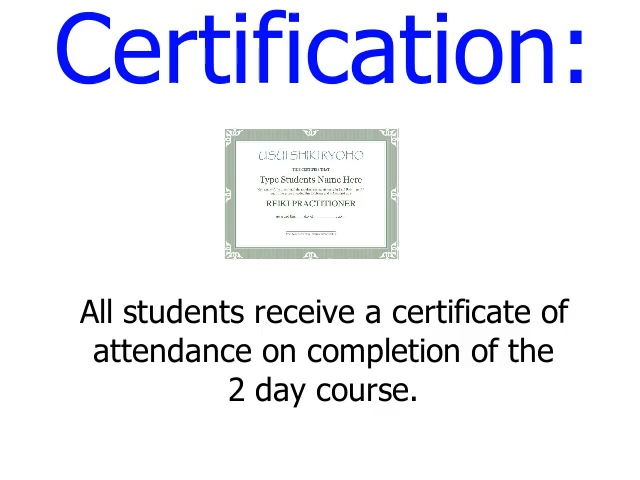 Certification:
USUI SHIKI RYOHO
THIS CERTIFIES THAT
Type Students Name Here
REIKI PRACTITIONER
All students receive a certificate of
attendance on completion of the
2 day course.